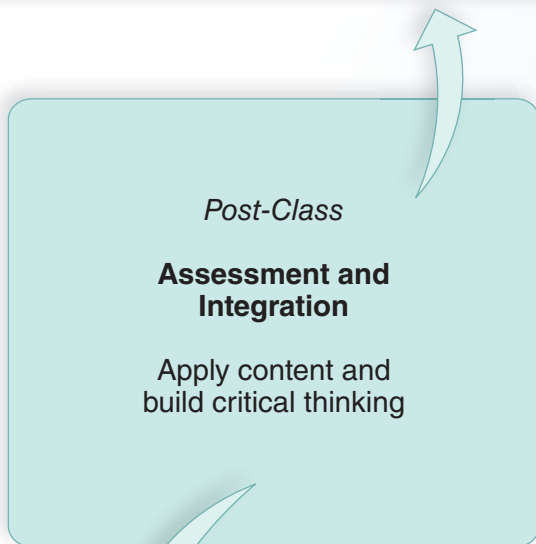 Post-Class
Assessment and
Integration
Apply content and
build critical thinking